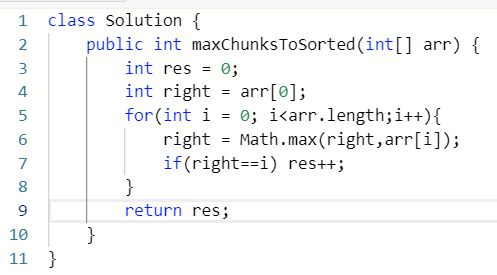 1 class Solution {
2     public int maxChunksToSorted(int[] arr) {
3         int res = 0;
4         int right = arr[0];
5         for(int i = 0; i<arr.length;i++){
6             right = Math.max(right,arr[i]);
7             if(right==i) res++;
8         }
9         return res;
10     }
11 }